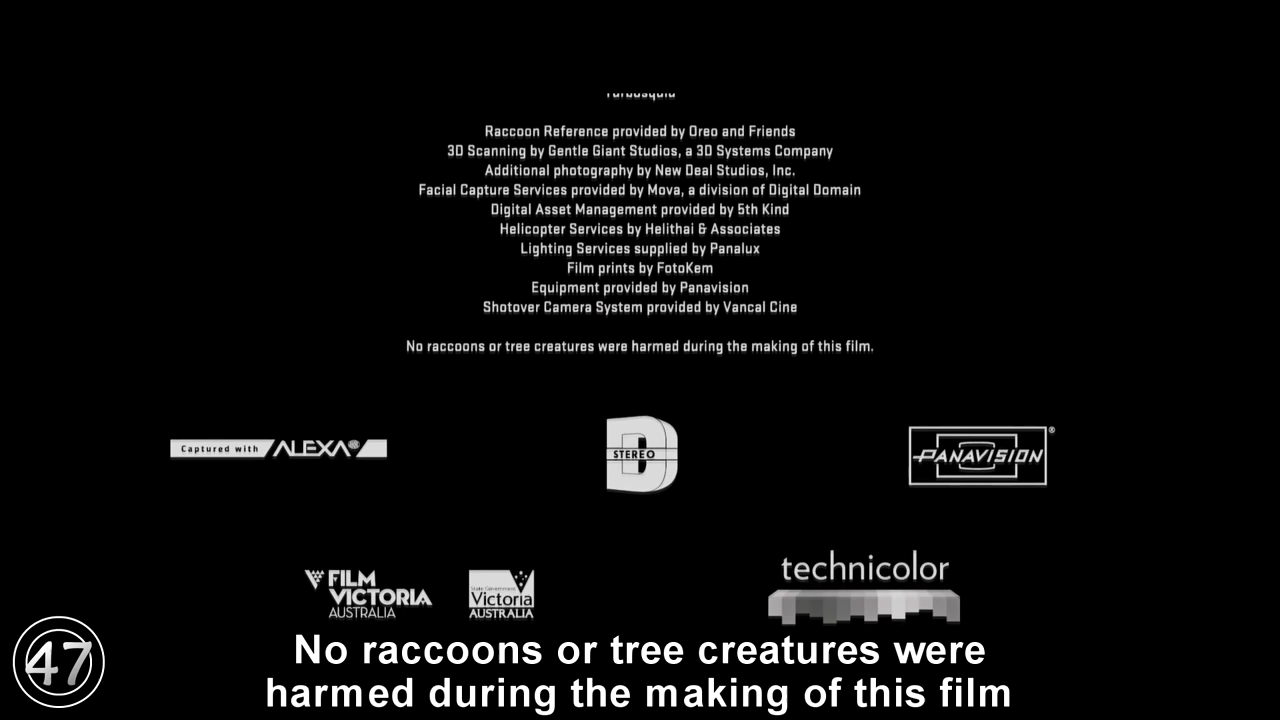 Turbosquid
Raccoon Reference provided by Oreo and Friends
3D Scanning by Gentle Giant Studios, a 3D Systems Company
Additional photography by New Deal Studios, Inc.
Facial Capture Services provided by Mova, a division of Digital Domain
Digital Asset Management provided by 5th Kind
Helicopter Services by Helithai & Associates
Lighting Services supplied by Panalux
Film prints by FotoKem
Equipment provided by Panavision
Shotover Camera System provided by Vancal Cine
No raccoons or tree creatures were harmed during the making of this film.
Captured with ALEXA
D
STEREO
PANAVISION®
FILM
VICTORIA
AUSTRALIA
State Government
Victoria
AUSTRALIA
technicolor
47
No raccoons or tree creatures were
harmed during the making of this film